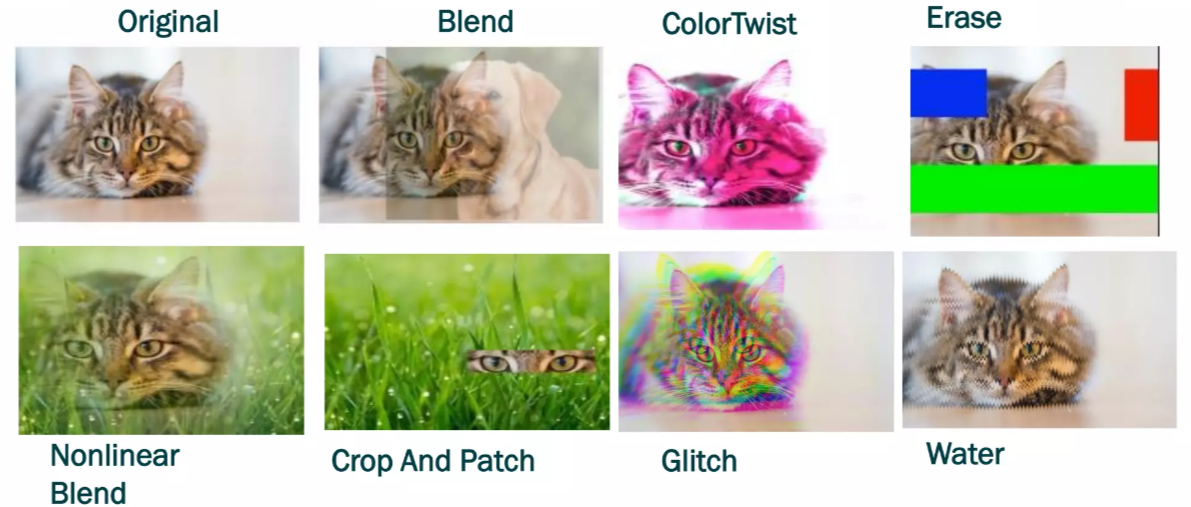 Original
Blend
ColorTwist
Erase
Nonlinear
Blend
Crop And Patch
Glitch
Water